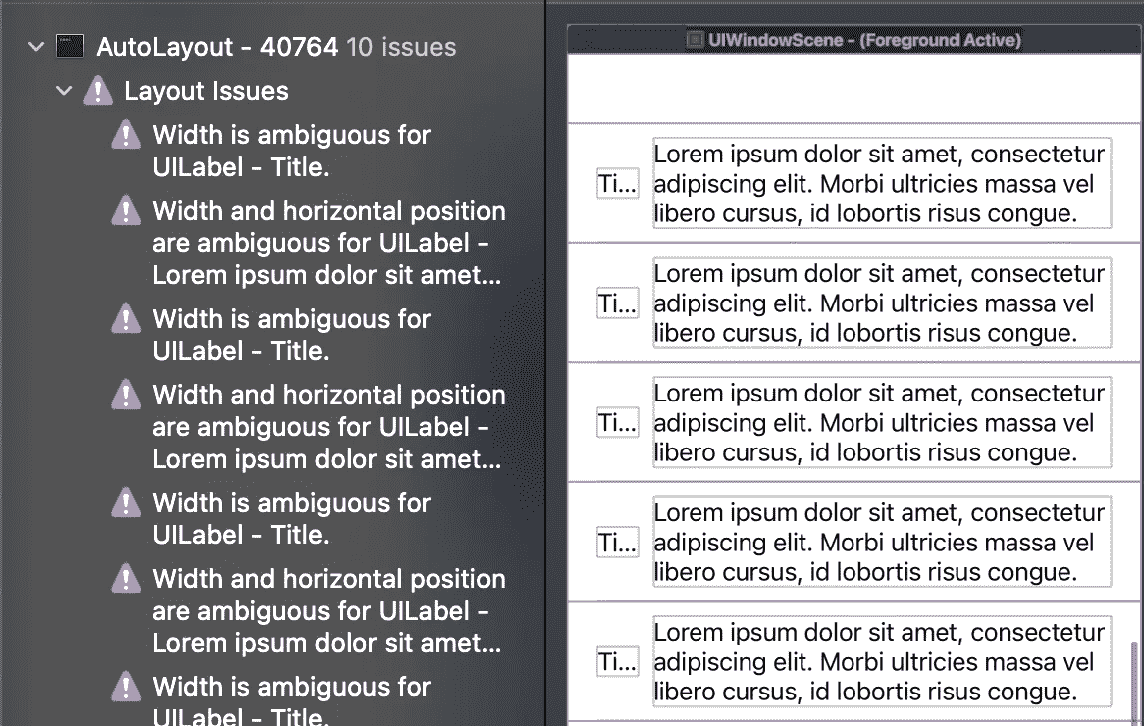 AutoLayout - 40764 10 issues
Layout Issues
Width is ambiguous for
UILabel - Title.
Width and horizontal position
are ambiguous for UILabel -
Lorem ipsum dolor sit amet...
Width is ambiguous for
UILabel - Title.
Width and horizontal position
are ambiguous for UILabel -
Lorem ipsum dolor sit amet...
Width is ambiguous for
UILabel - Title.
Width and horizontal position
are ambiguous for UILabel -
Lorem ipsum dolor sit amet...
Width is ambiguous for
UILabel - Title.
UIWindowScene - (Foreground Active)
Ti...
Lorem ipsum dolor sit amet, consectetur
adipiscing elit. Morbi ultricies massa vel
libero cursus, id lobortis risus congue.
Ti...
Lorem ipsum dolor sit amet, consectetur
adipiscing elit. Morbi ultricies massa vel
libero cursus, id lobortis risus congue.
Ti...
Lorem ipsum dolor sit amet, consectetur
adipiscing elit. Morbi ultricies massa vel
libero cursus, id lobortis risus congue.
Ti...
Lorem ipsum dolor sit amet, consectetur
adipiscing elit. Morbi ultricies massa vel
libero cursus, id lobortis risus congue.
Ti...
Lorem ipsum dolor sit amet, consectetur
adipiscing elit. Morbi ultricies massa vel
libero cursus, id lobortis risus congue.